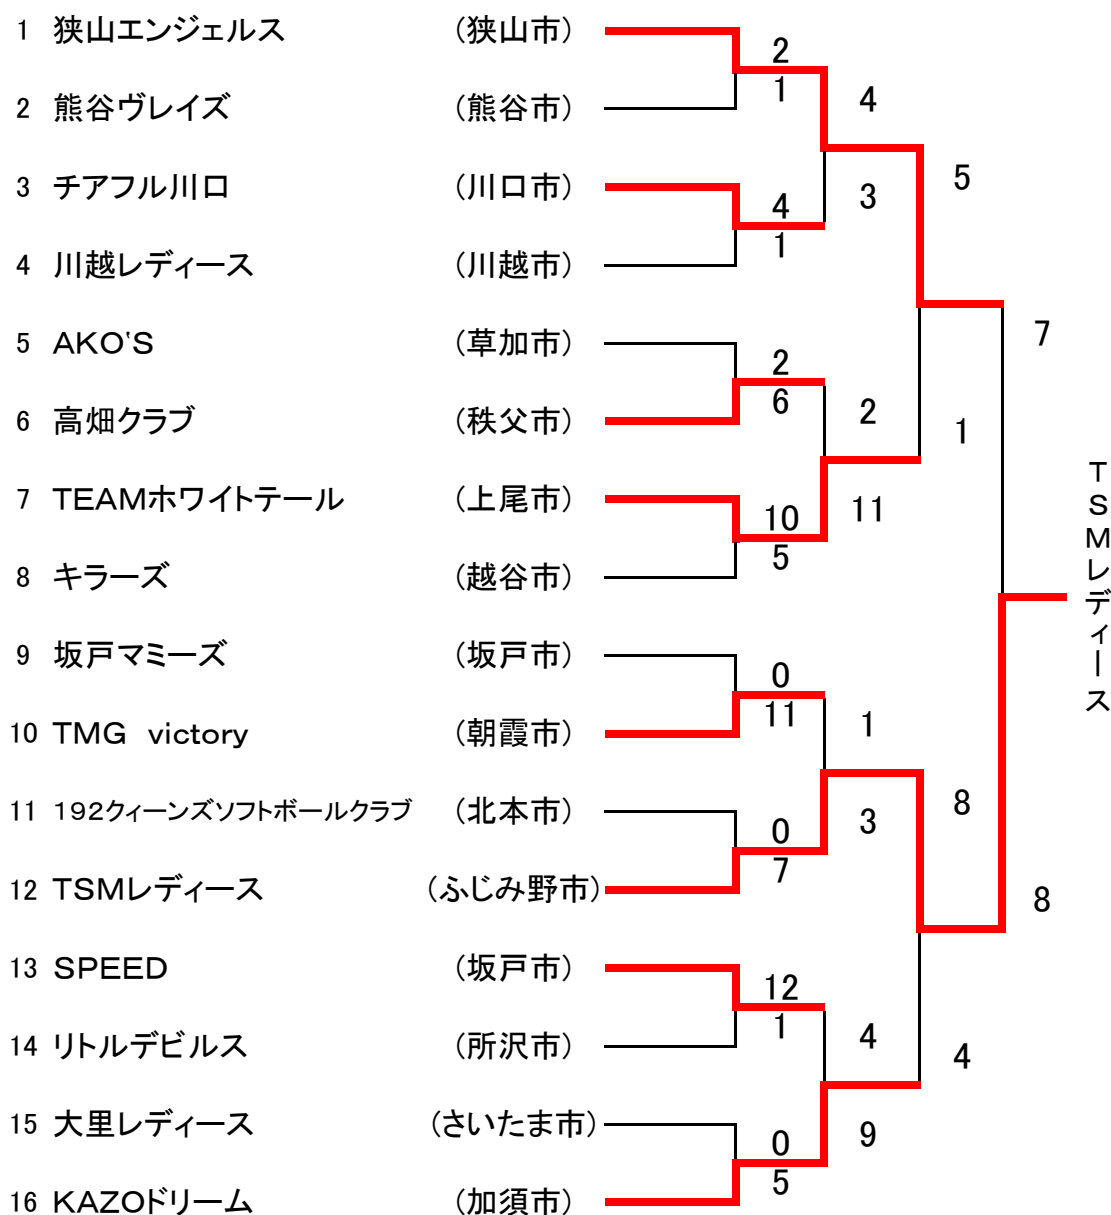 1 狭山エンジェルス (狭山市)
2
1
2 熊谷ヴレイズ (熊谷市)
4
3
3 チアフル川口 (川口市)
4
1
4 川越レディース (川越市)
5
1
5 AKO'S (草加市)
2
6
6 高畑クラブ (秩父市)
2
11
7 TEAMホワイトテール (上尾市)
10
5
8 キラーズ (越谷市)
7
8
TSMレディース
9 坂戸マミーズ (坂戸市)
0
11
10 TMG victory (朝霞市)
1
3
11 192クィーンズソフトボールクラブ (北本市)
0
7
12 TSMレディース (ふじみ野市)
8
4
13 SPEED (坂戸市)
12
1
14 リトルデビルス (所沢市)
4
9
15 大里レディース (さいたま市)
0
5
16 KAZOドリーム (加須市)